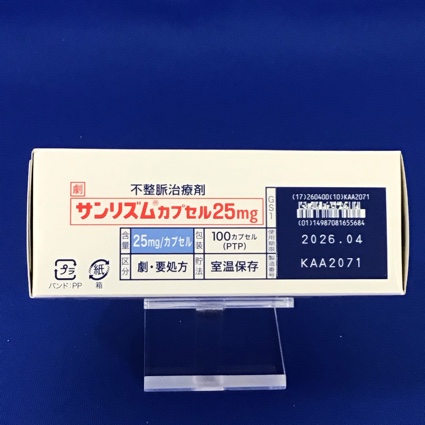 劇 不整脈治療剤
サンリズム®カプセル25mg
含量 25mg/カプセル 包装 100カプセル (PTP)
区分 劇・要処方 貯法 室温保存
プラ
バンド:PP
紙
箱
GS1
(17)260400(10)KAA2071
(01)14987081655684
使用期限 2026.04
製造番号 KAA2071